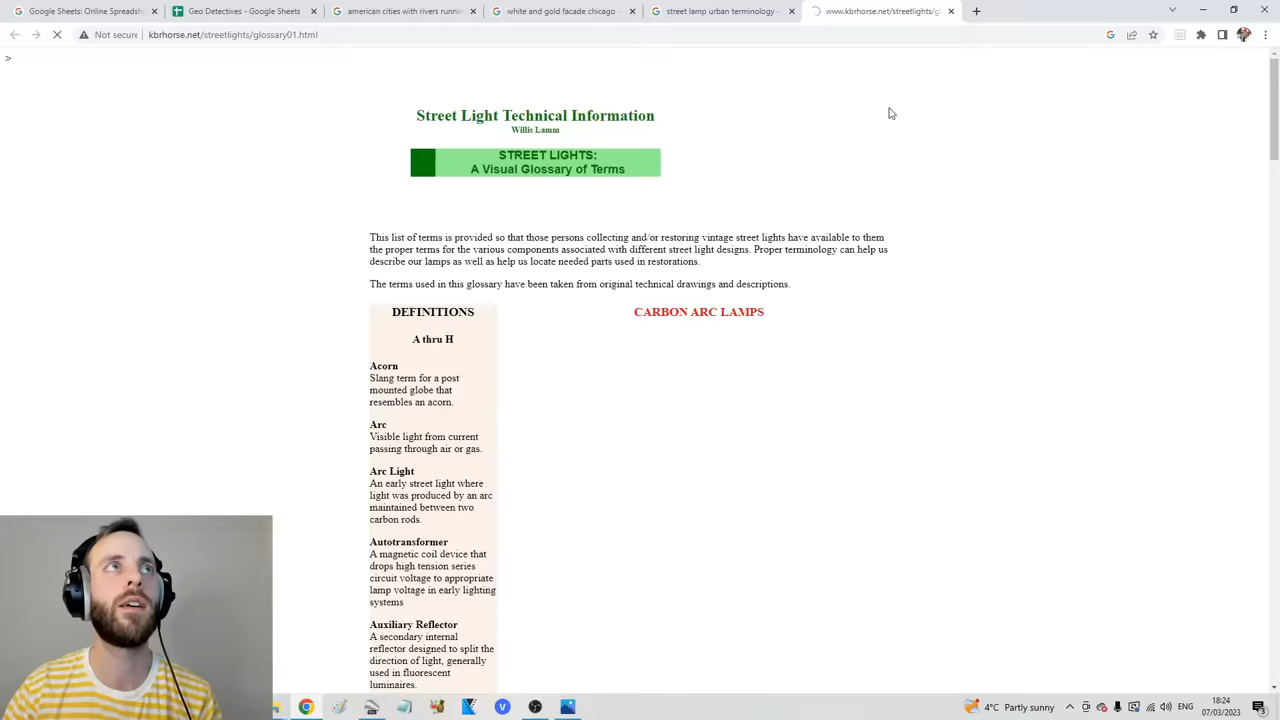 Google Sheets: Sign-in
Geo Detectives - Google Sheets
american cities with rivers runnin
white and gold facade chicago -
street lamp urban terminology -
www.kbrhorse.net/streetlights/gl
Not secure
kbrhorse.net/streetlights/glossary01.html
>
Street Light Technical Information
Willis Lamm
STREET LIGHTS:
A Visual Glossary of Terms
This list of terms is provided so that those persons collecting and/or restoring vintage street lights have available to them
the proper terms for the various components associated with different street light designs. Proper terminology can help us
describe our lamps as well as help us locate needed parts used in restorations.
The terms used in this glossary have been taken from original technical drawings and descriptions.
DEFINITIONS
A thru H
Acorn
Slang term for a post
mounted globe that
resembles an acorn.
Arc
Visible light from current
passing through air or gas.
Arc Light
An early street light where
light was produced by an arc
maintained between two
carbon rods.
Autotransformer
A magnetic coil device that
drops high tension series
circuit voltage to appropriate
lamp voltage in early lighting
systems
Auxiliary Reflector
A secondary internal
reflector designed to split the
direction of light, generally
used in fluorescent
luminaires.
CARBON ARC LAMPS
4°C Partly sunny
ENG
18:24
07/03/2023